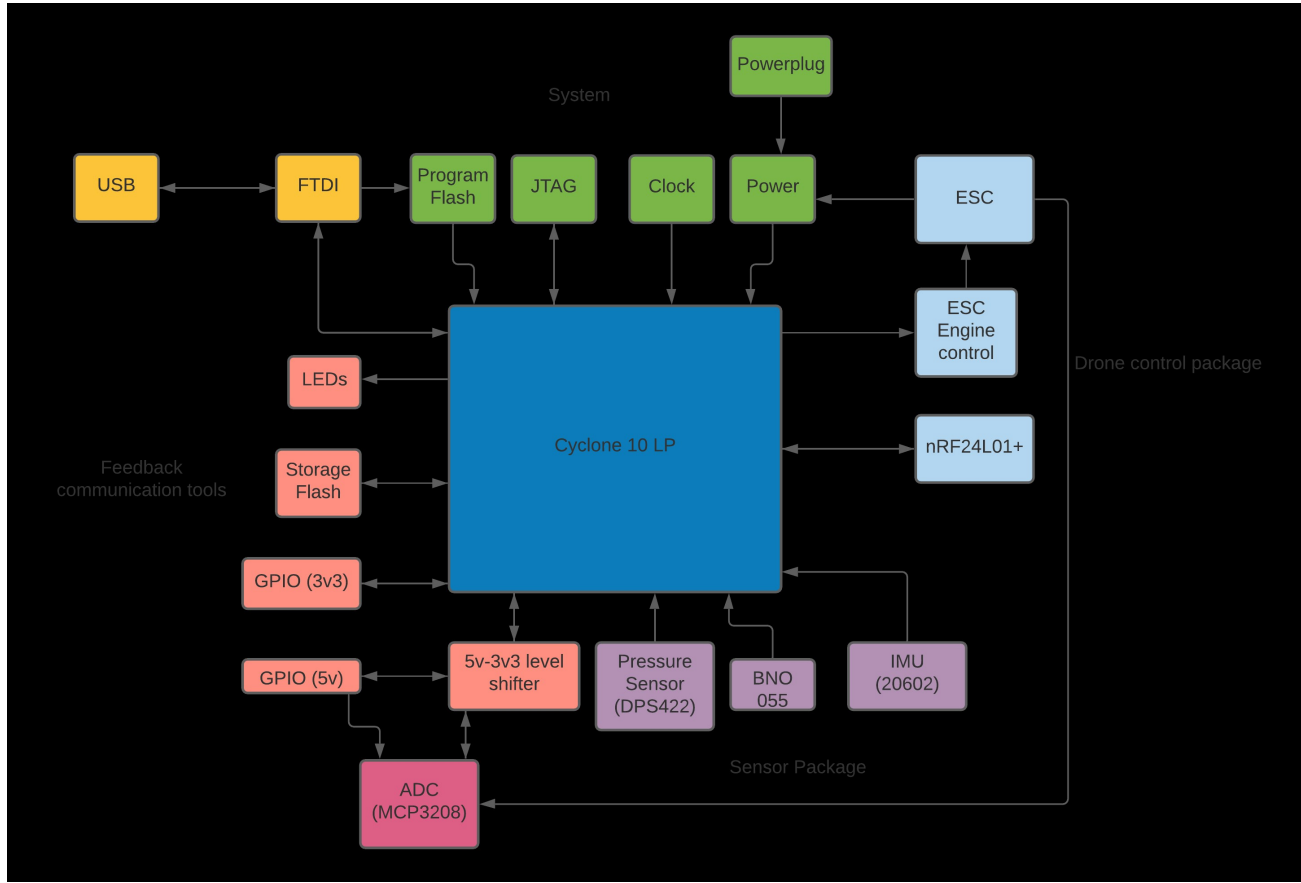 Powerplug
System
USB
FTDI
Program
Flash
JTAG
Clock
Power
ESC
ESC
Engine
control
LEDs
Drone control package
Cyclone 10 LP
nRF24L01+
Feedback
communication tools
Storage
Flash
GPIO (3v3)
GPIO (5v)
5v-3v3 level
shifter
Pressure
Sensor
(DPS422)
BNO
055
IMU
(20602)
Sensor Package
ADC
(MCP3208)